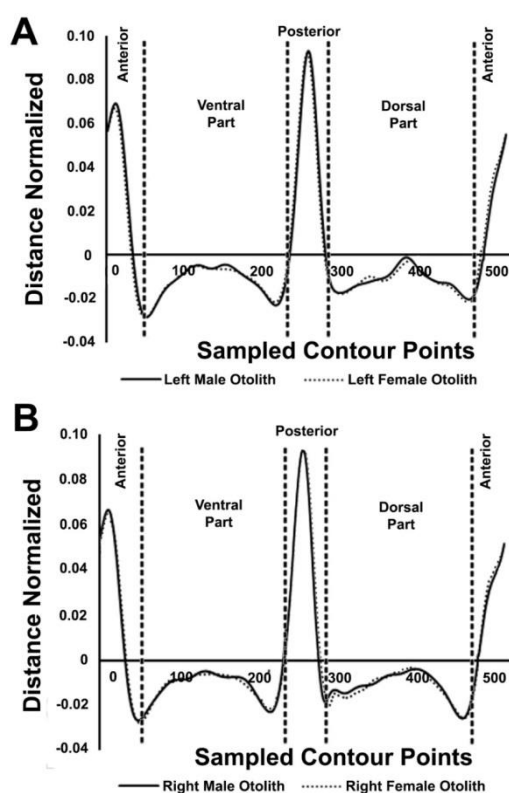 A
Distance Normalized
0.10
0.08
0.06
0.04
0.02
0
-0.02
-0.04
Anterior
Ventral
Part
Posterior
Dorsal
Part
Anterior
0 100 200 300 400 500
Sampled Contour Points
Left Male Otolith Left Female Otolith
B
Distance Normalized
0.10
0.08
0.06
0.04
0.02
0
-0.02
-0.04
Anterior
Ventral
Part
Posterior
Dorsal
Part
Anterior
0 100 200 300 400 500
Sampled Contour Points
Right Male Otolith Right Female Otolith